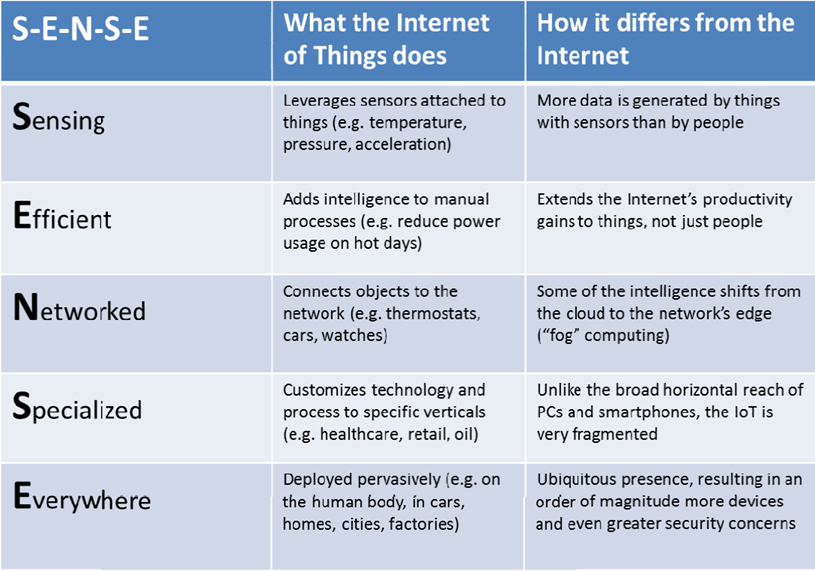 S-E-N-S-E
What the Internet
of Things does
How it differs from the
Internet
Sensing
Leverages sensors attached to
things (e.g. temperature,
pressure, acceleration)
More data is generated by things
with sensors than by people
Efficient
Adds intelligence to manual
processes (e.g. reduce power
usage on hot days)
Extends the Internet’s productivity
gains to things, not just people
Networked
Connects objects to the
network (e.g. thermostats,
cars, watches)
Some of the intelligence shifts from
the cloud to the network’s edge
(“fog” computing)
Specialized
Customizes technology and
process to specific verticals
(e.g. healthcare, retail, oil)
Unlike the broad horizontal reach of
PCs and smartphones, the IoT is
very fragmented
Everywhere
Deployed pervasively (e.g. on
the human body, in cars,
homes, cities, factories)
Ubiquitous presence, resulting in an
order of magnitude more devices
and even greater security concerns